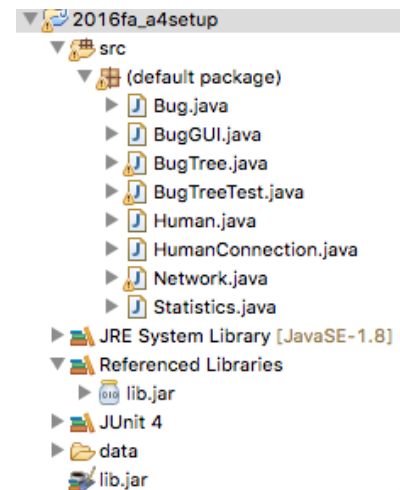 2016fa_a4setup
src
(default package)
Bug.java
BugGUI.java
BugTree.java
BugTreeTest.java
Human.java
HumanConnection.java
Network.java
Statistics.java
JRE System Library [JavaSE-1.8]
Referenced Libraries
lib.jar
JUnit 4
data
lib.jar